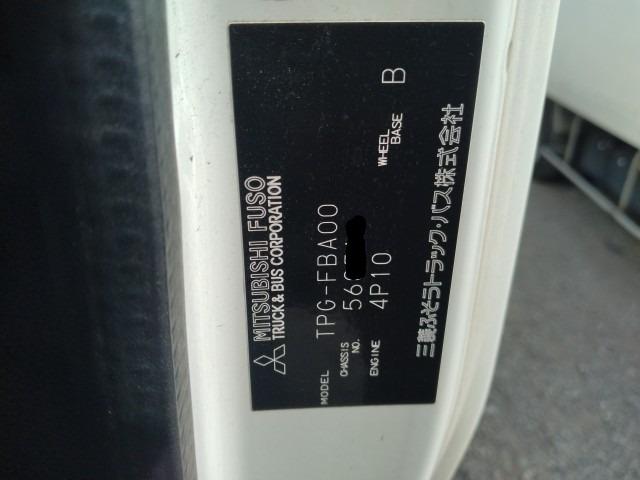 MITSUBISHI FUSO
TRUCK & BUS CORPORATION
MODEL TPG-FBA00
CHASSIS NO. 560
ENGINE 4P10
WHEEL BASE B
三菱ふそうトラック・バス株式会社